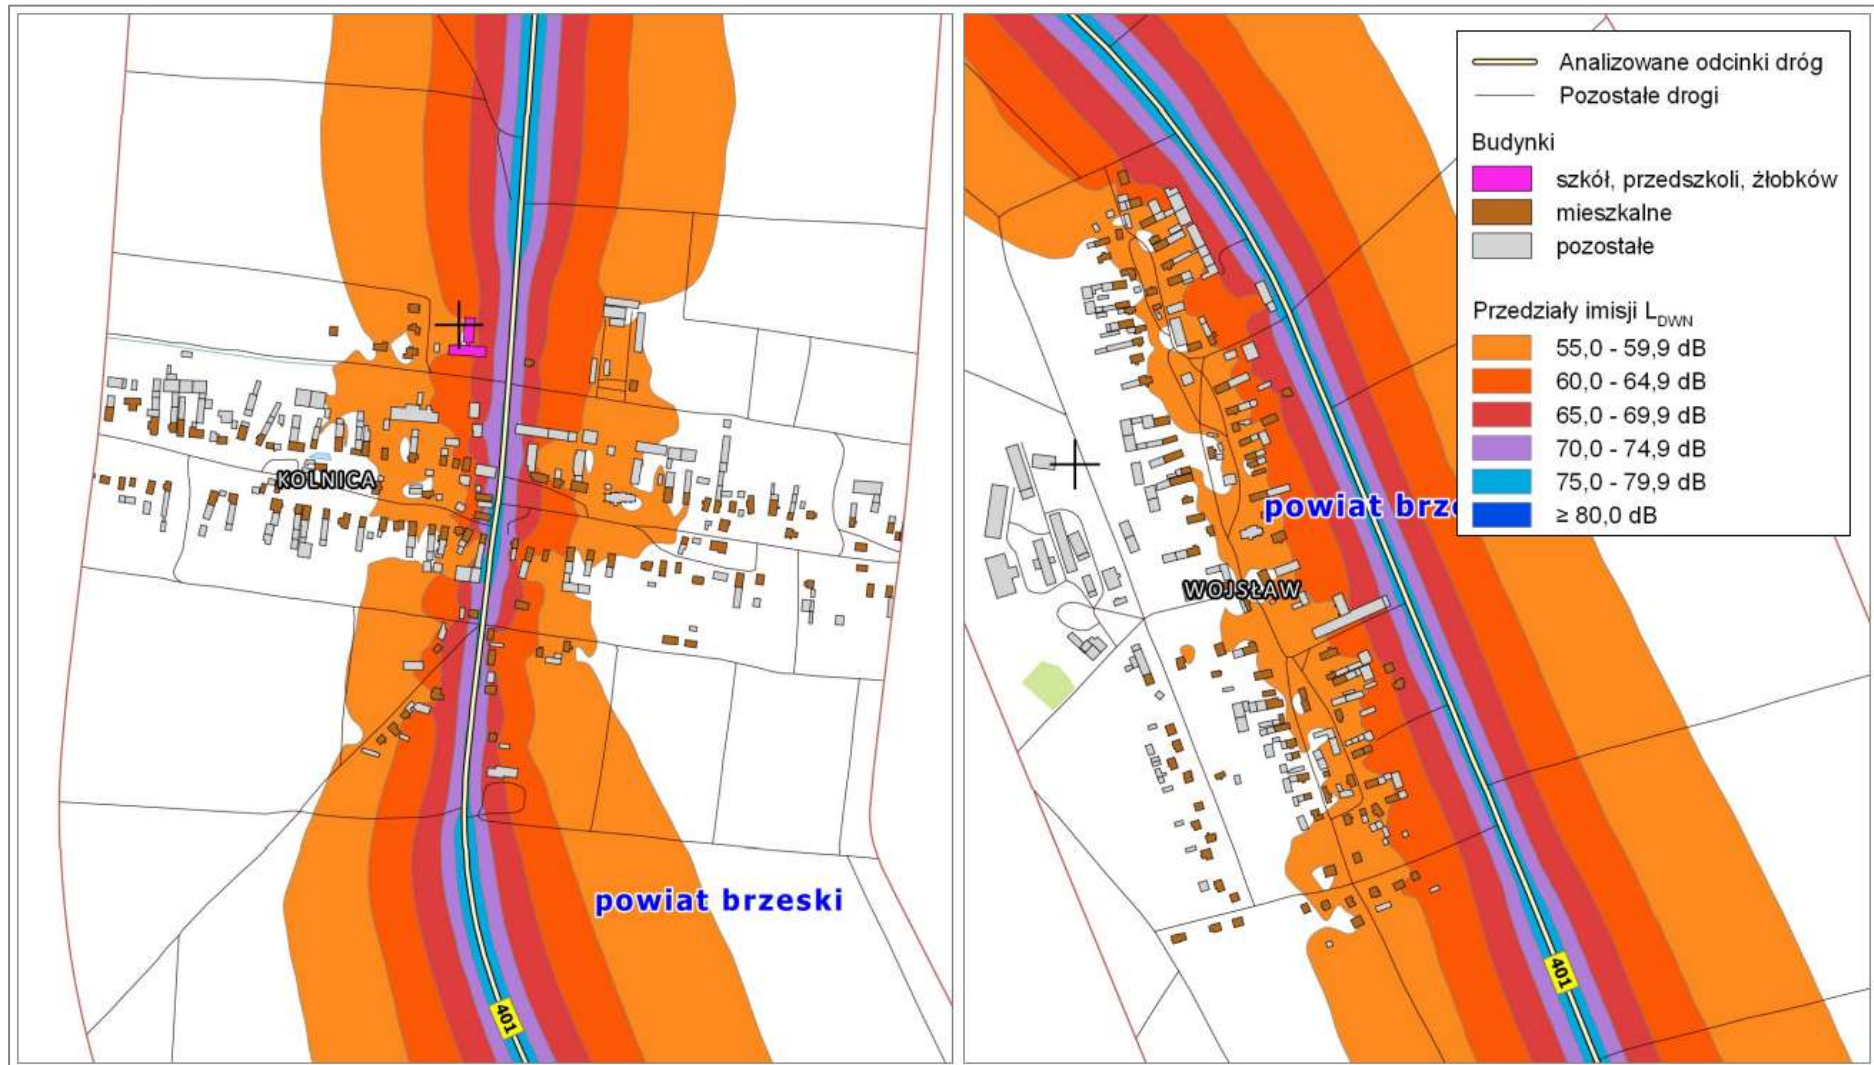 KOLNICA
powiat brzeski
401
Analizowane odcinki dróg
Pozostałe drogi
Budynki
szkół, przedszkoli, żłobków
mieszkalne
pozostałe
Przedziały imisji LDWN
55,0 - 59,9 dB
60,0 - 64,9 dB
65,0 - 69,9 dB
70,0 - 74,9 dB
75,0 - 79,9 dB
≥ 80,0 dB
powiat brze
WOJSŁAW
401